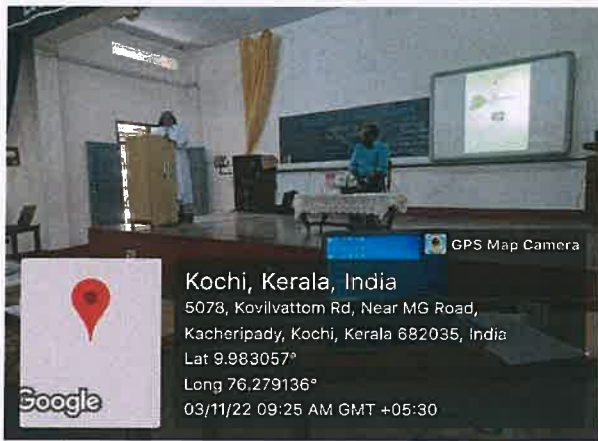 GPS Map Camera
Kochi, Kerala, India
5078, Kovilvattom Rd, Near MG Road,
Kacheripady, Kochi, Kerala 682035, India
Lat 9.983057°
Long 76.279136°
03/11/22 09:25 AM GMT +05:30
Google